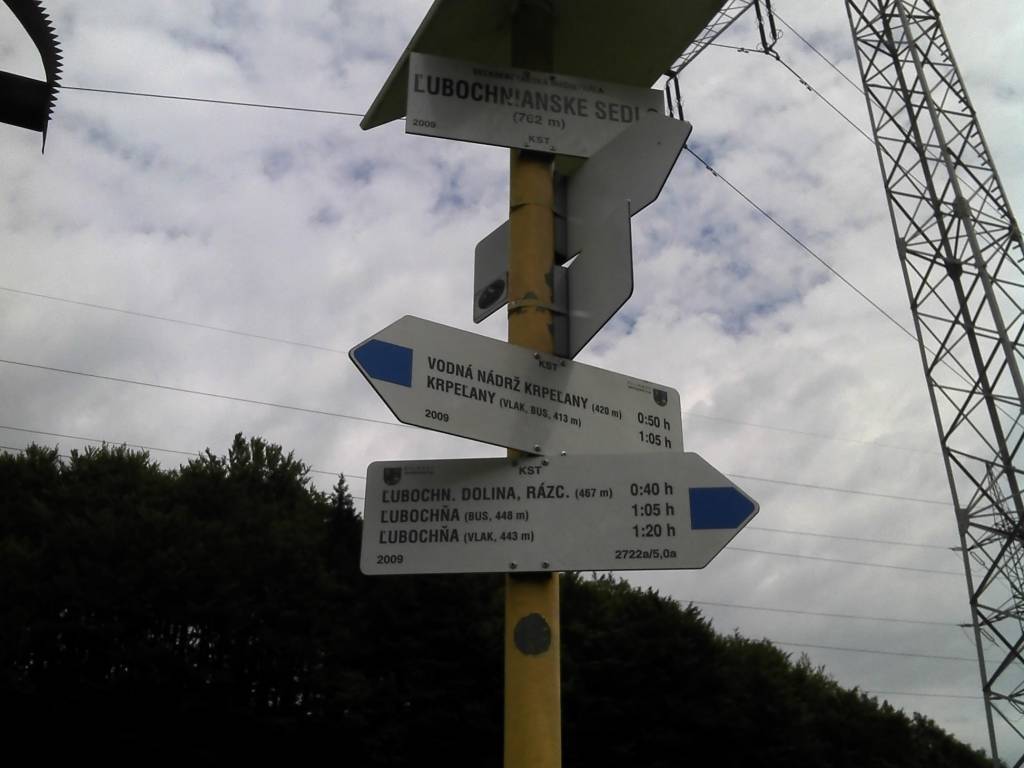 ĽUBOCHNIANSKE SEDLO
(762 m)
2009 KST
KST
VODNÁ NÁDRŽ KRPEĽANY (420 m) 0:50 h
KRPEĽANY (VLAK, BUS, 413 m) 1:05 h
2009
KST
ĽUBOCHN. DOLINA, RÁZC. (467 m) 0:40 h
ĽUBOCHŇA (BUS, 448 m) 1:05 h
ĽUBOCHŇA (VLAK, 443 m) 1:20 h
2009 2722a/5,0a